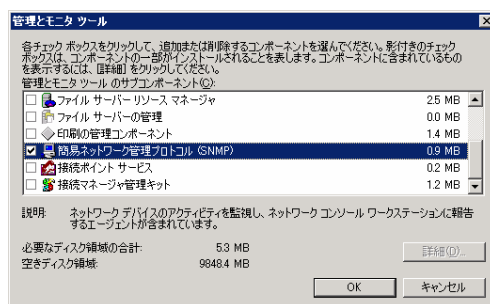 管理とモニタ ツール
各チェック ボックスをクリックして、追加または削除するコンポーネントを選んでください。影付きのチェック
ボックスは、コンポーネントの一部がインストールされることを表します。コンポーネントに含まれているもの
を表示するには、[詳細] をクリックしてください。
管理とモニタ ツール のサブコンポーネント(C):
ファイル サーバー リソース マネージャ 2.5 MB
ファイル サーバーの管理 0.0 MB
印刷の管理コンポーネント 1.4 MB
簡易ネットワーク管理プロトコル (SNMP) 0.9 MB
接続ポイント サービス 0.2 MB
接続マネージャ管理キット 1.2 MB
説明: ネットワーク デバイスのアクティビティを監視し、ネットワーク コンソール ワークステーションに報告
するエージェントが含まれています。
必要なディスク領域の合計: 5.3 MB
空きディスク領域: 9848.4 MB
詳細(D)...
OK キャンセル